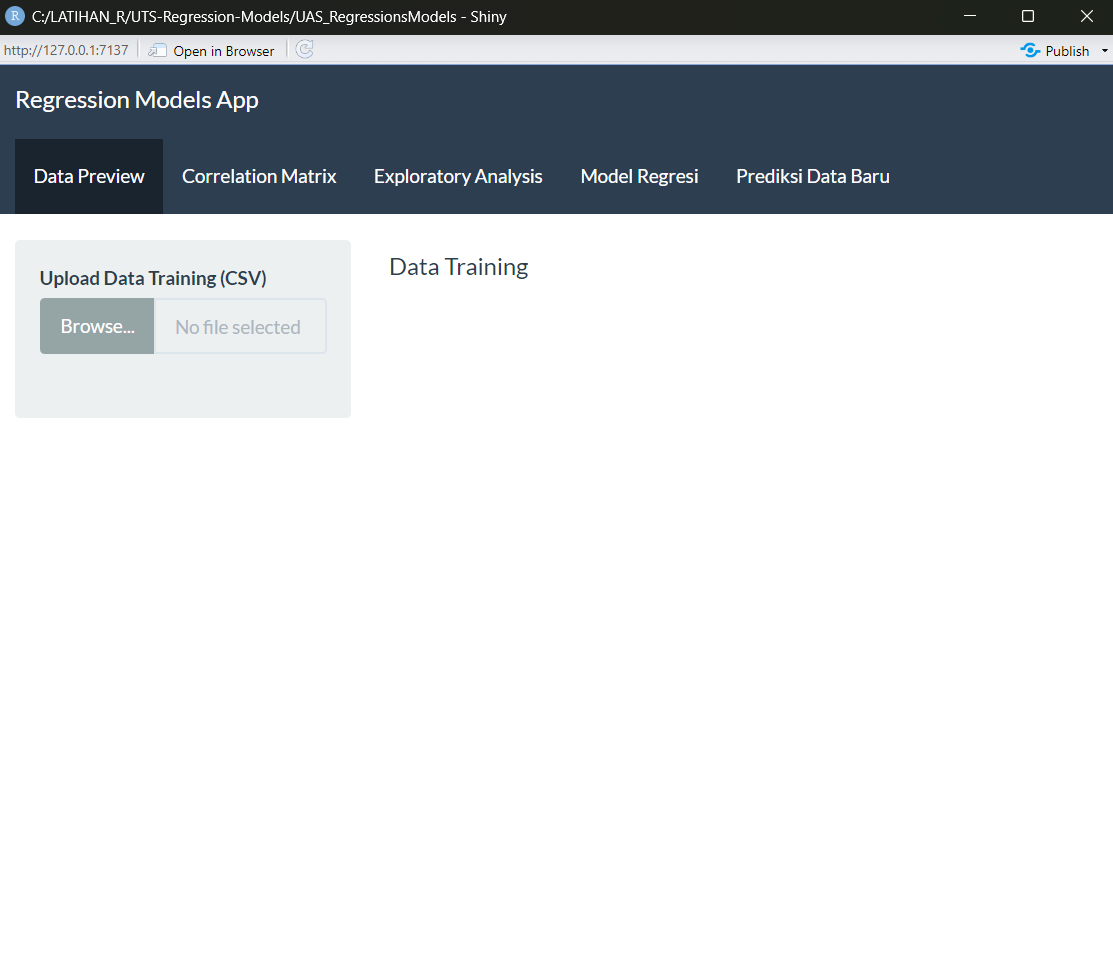 R C:/LATIHAN_R/UTS-Regression-Models/UAS_RegressionsModels - Shiny
http://127.0.0.1:7137 Open in Browser Publish
Regression Models App
Data Preview Correlation Matrix Exploratory Analysis Model Regresi Prediksi Data Baru
Upload Data Training (CSV)
Browse... No file selected
Data Training